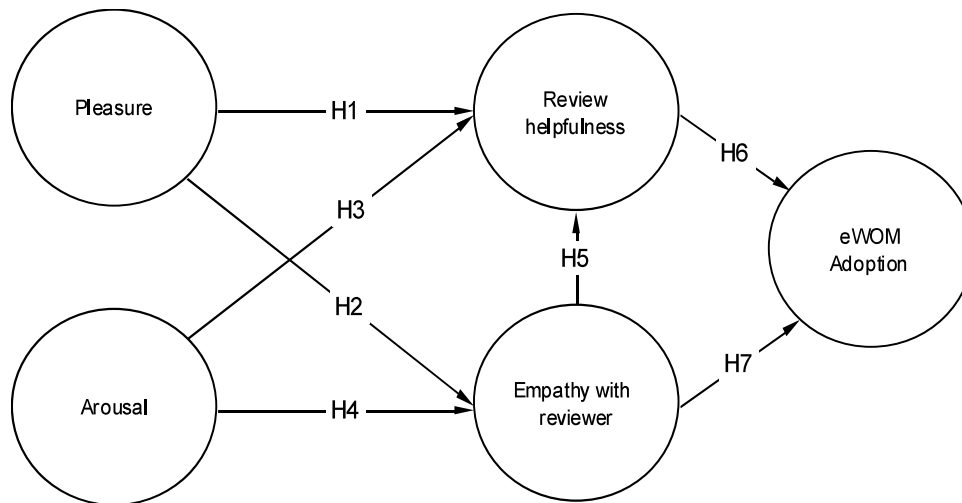 Pleasure
H1
Review
helpfulness
H6
H3
eWOM
Adoption
H5
H2
H7
Arousal
H4
Empathy with
reviewer